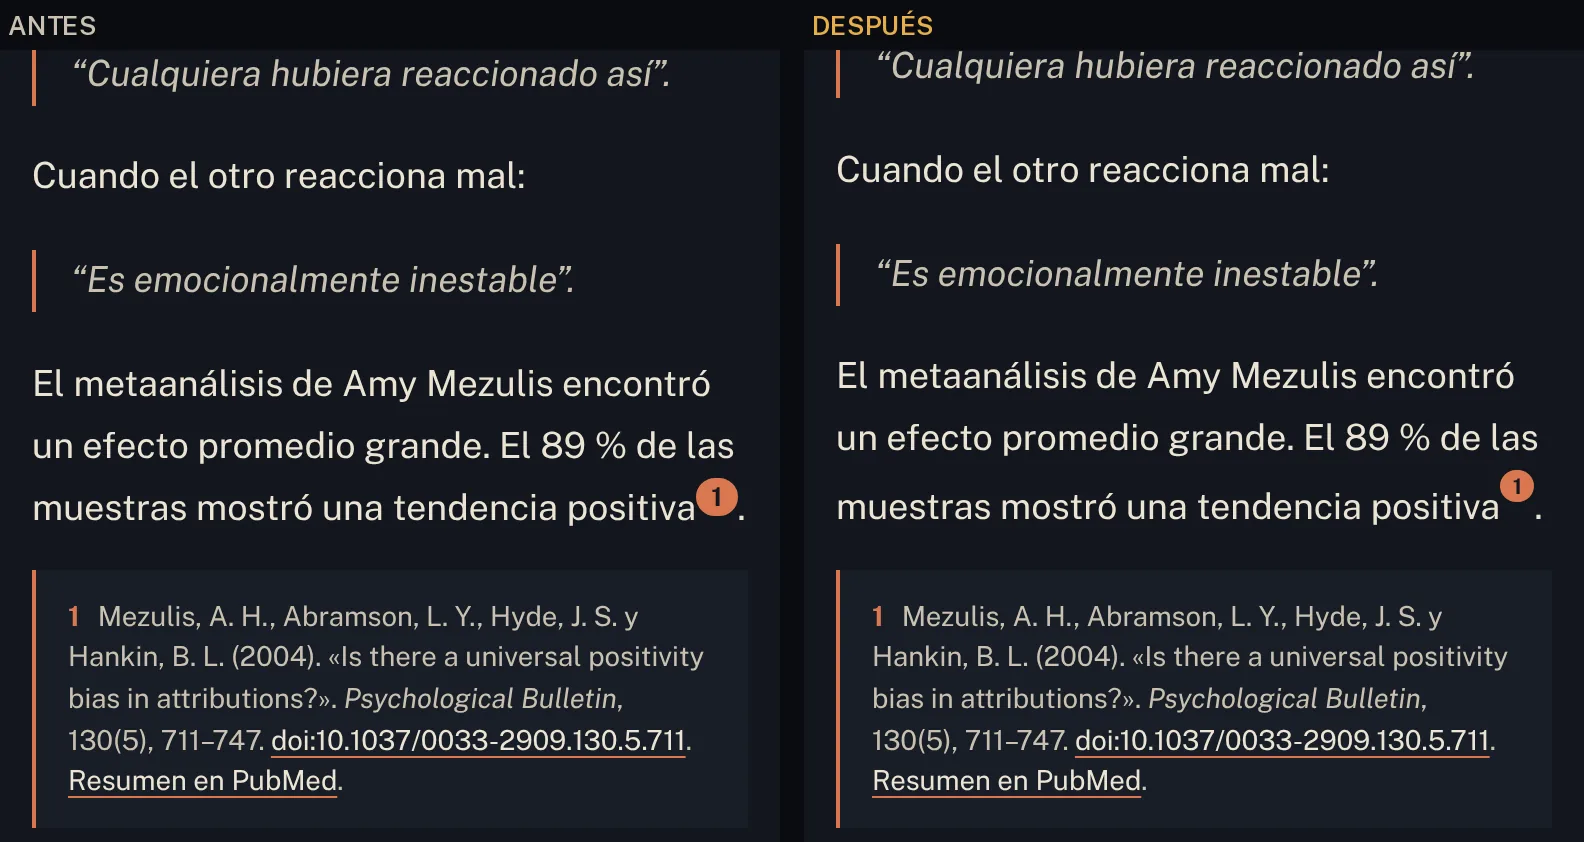 ANTES
“Cualquiera hubiera reaccionado así”.
Cuando el otro reacciona mal:
“Es emocionalmente inestable”.
El metaanálisis de Amy Mezulis encontró
un efecto promedio grande. El 89 % de las
muestras mostró una tendencia positiva1.
1 Mezulis, A. H., Abramson, L. Y., Hyde, J. S. y
Hankin, B. L. (2004). «Is there a universal positivity
bias in attributions?». Psychological Bulletin,
130(5), 711–747. doi:10.1037/0033-2909.130.5.711.
Resumen en PubMed.
DESPUÉS
“Cualquiera hubiera reaccionado así”.
Cuando el otro reacciona mal:
“Es emocionalmente inestable”.
El metaanálisis de Amy Mezulis encontró
un efecto promedio grande. El 89 % de las
muestras mostró una tendencia positiva1.
1 Mezulis, A. H., Abramson, L. Y., Hyde, J. S. y
Hankin, B. L. (2004). «Is there a universal positivity
bias in attributions?». Psychological Bulletin,
130(5), 711–747. doi:10.1037/0033-2909.130.5.711.
Resumen en PubMed.